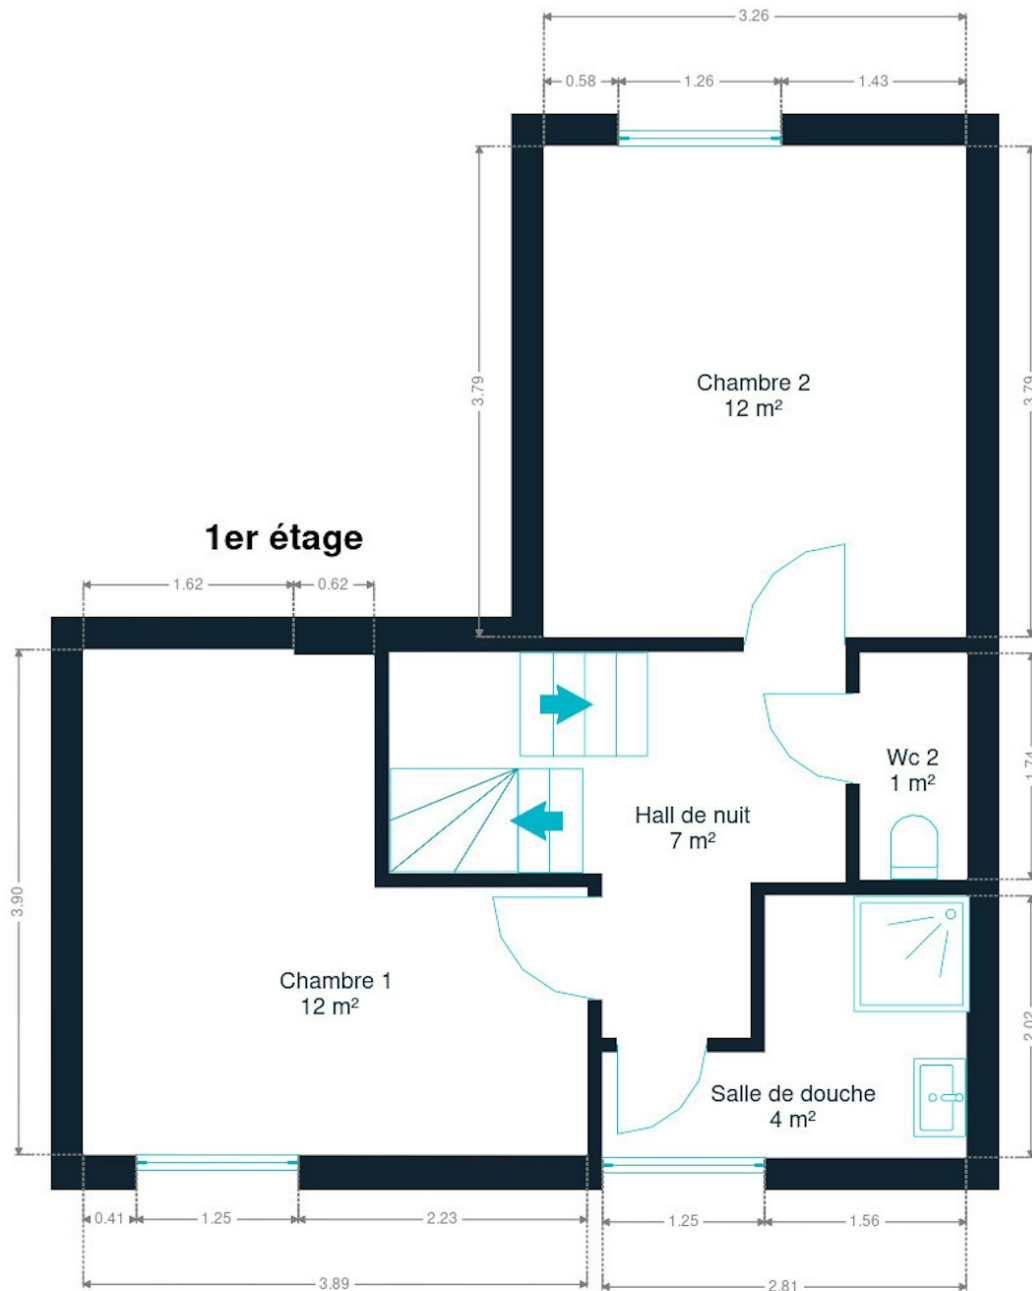 3.26
0.58
1.26
1.43
3.79
3.79
Chambre 2
12 m²
1er étage
1.62
0.62
Wc 2
1 m²
1.74
Hall de nuit
7 m²
3.90
Chambre 1
12 m²
2.02
Salle de douche
4 m²
0.41
1.25
2.23
1.25
1.56
3.89
2.81